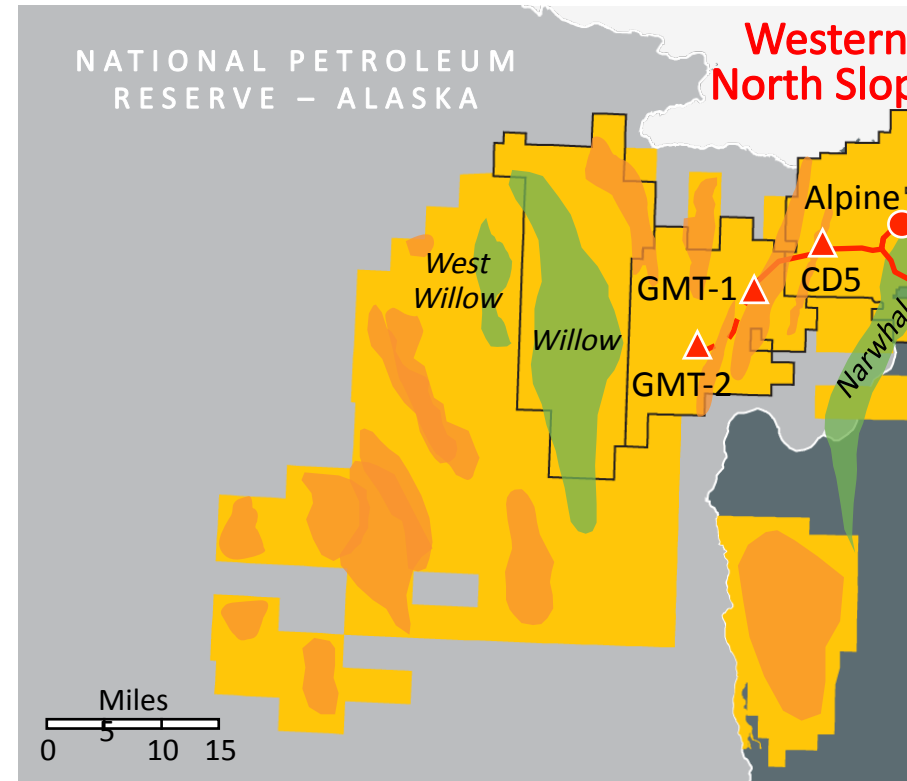 NATIONAL PETROLEUM
RESERVE – ALASKA
Western
North Slop
Alpine
West
Willow
GMT-1
CD5
Willow
GMT-2
Narwhal
Miles
0 5 10 15